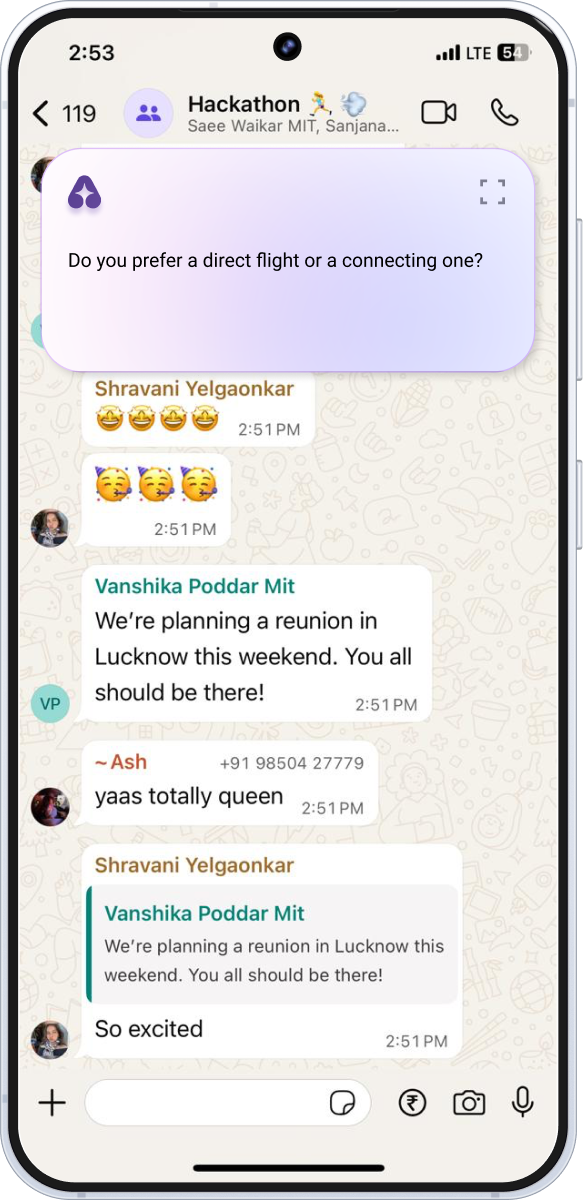 2:53
LTE 54
119
Hackathon 🏃‍♂️💨
Saee Waikar MIT, Sanjana...
Do you prefer a direct flight or a connecting one?
Shravani Yelgaonkar
🤩🤩🤩🤩 2:51 PM
🥳🥳🥳
2:51 PM
Vanshika Poddar Mit
We're planning a reunion in
Lucknow this weekend. You all
should be there! 2:51 PM
VP
~Ash +91 98504 27779
yaas totally queen 2:51 PM
Shravani Yelgaonkar
Vanshika Poddar Mit
We're planning a reunion in Lucknow this
weekend. You all should be there!
So excited
2:51 PM
₹